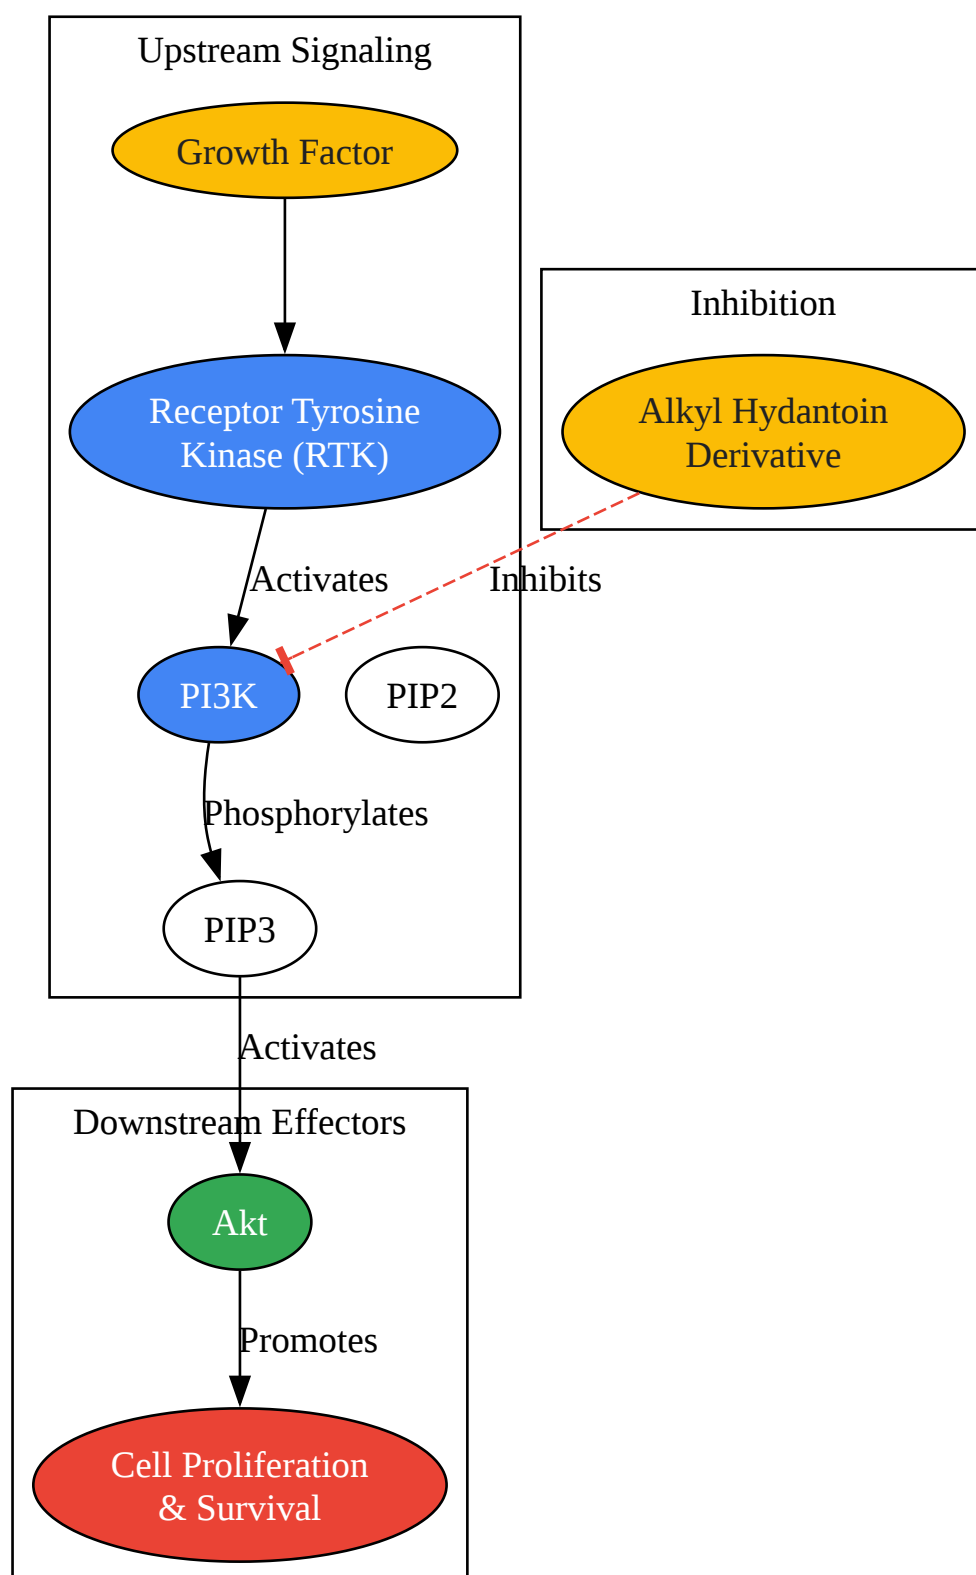 Upstream Signaling
Growth Factor
Inhibition
Receptor Tyrosine
Kinase (RTK)
Alkyl Hydantoin
Derivative
Activates
Inhibits
PI3K
PIP2
Phosphorylates
PIP3
Activates
Downstream Effectors
Akt
Promotes
Cell Proliferation
& Survival